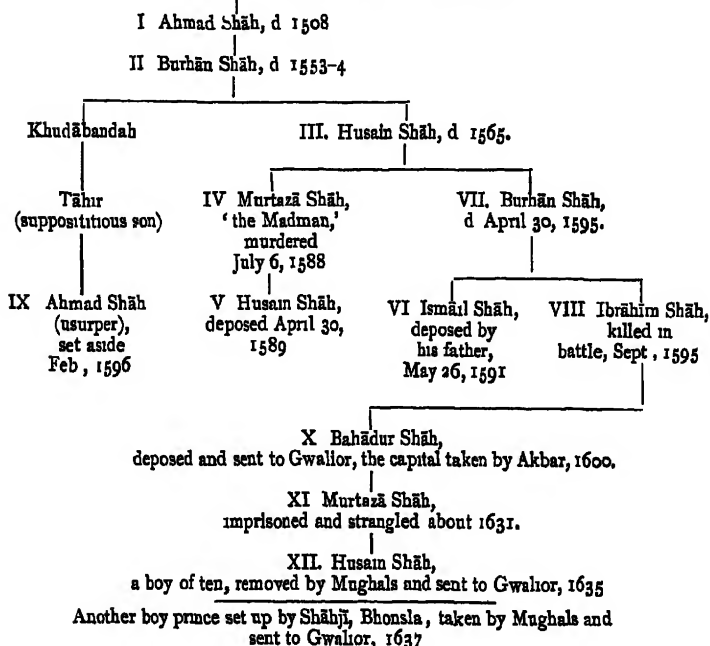 I Ahmad Shāh, d 1508
II Burhān Shāh, d 1553-4
Khudābandah
III. Husain Shāh, d 1565.
Tāhir
(supposititious son)
IV Murtazā Shāh,
‘the Madman,’
murdered
July 6, 1588
VII. Burhān Shāh,
d April 30, 1595.
IX Ahmad Shāh
(usurper),
set aside
Feb, 1596
V Husain Shāh,
deposed April 30,
1589
VI Ismāil Shāh,
deposed by
his father,
May 26, 1591
VIII Ibrāhīm Shāh,
killed in
battle, Sept, 1595
X Bahādur Shāh,
deposed and sent to Gwalior, the capital taken by Akbar, 1600.
XI Murtazā Shāh,
imprisoned and strangled about 1631.
XII. Husain Shāh,
a boy of ten, removed by Mughals and sent to Gwalior, 1635
Another boy prince set up by Shāhjī, Bhonsla, taken by Mughals and
sent to Gwalior, 1637